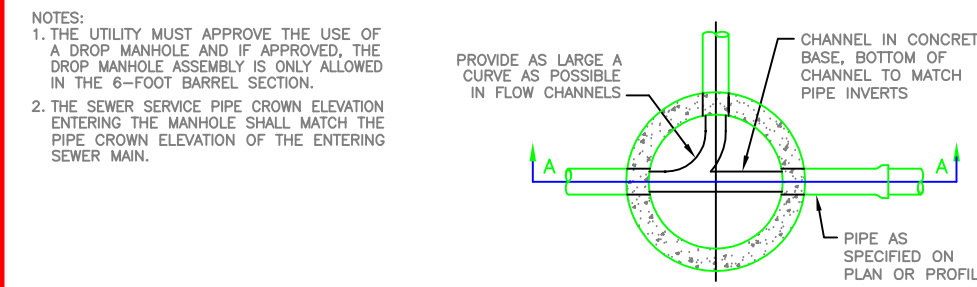 NOTES:
1. THE UTILITY MUST APPROVE THE USE OF
A DROP MANHOLE AND IF APPROVED, THE
DROP MANHOLE ASSEMBLY IS ONLY ALLOWED
IN THE 6-FOOT BARREL SECTION.
2. THE SEWER SERVICE PIPE CROWN ELEVATION
ENTERING THE MANHOLE SHALL MATCH THE
PIPE CROWN ELEVATION OF THE ENTERING
SEWER MAIN.
PROVIDE AS LARGE A
CURVE AS POSSIBLE
IN FLOW CHANNELS
CHANNEL IN CONCRET
BASE, BOTTOM OF
CHANNEL TO MATCH
PIPE INVERTS
A
A
PIPE AS
SPECIFIED ON
PLAN OR PROFIL